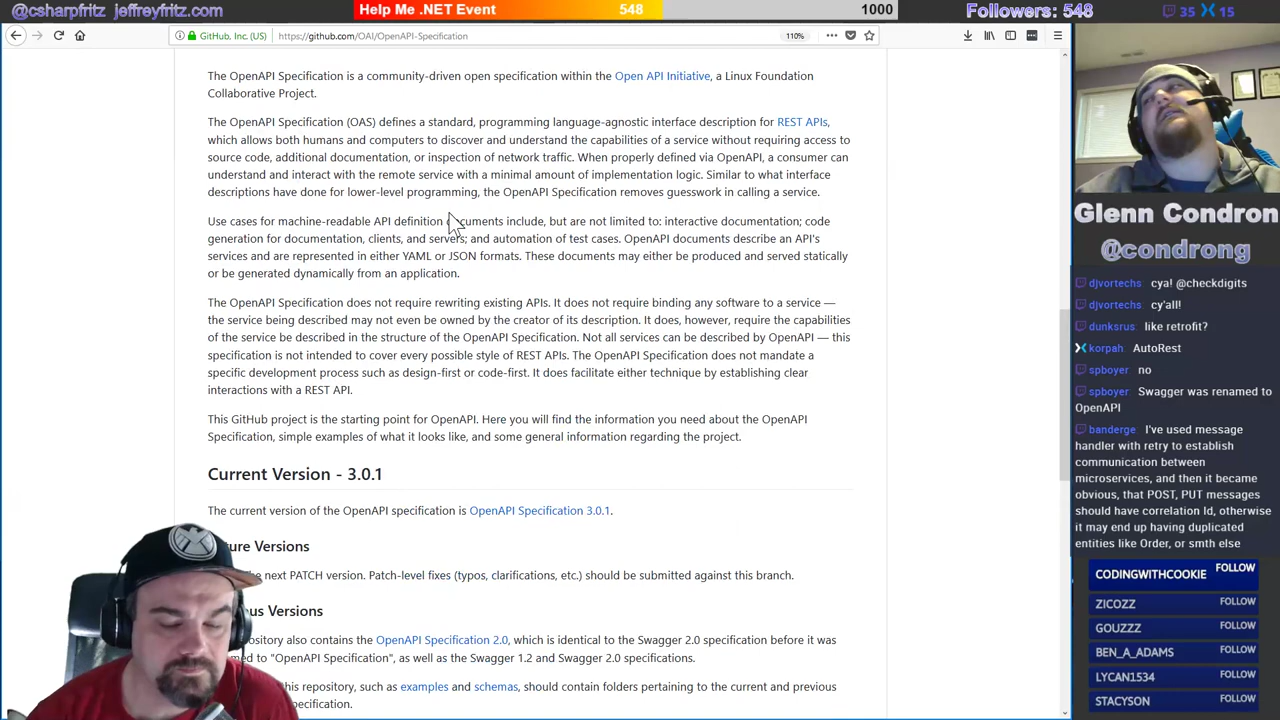 @csharpfritz jeffreyfritz.com
Help Me .NET Event 548 1000
Followers: 548 35 15
GitHub, Inc. (US) https://github.com/OAI/OpenAPI-Specification 110%
The OpenAPI Specification is a community-driven open specification within the Open API Initiative, a Linux Foundation
Collaborative Project.
The OpenAPI Specification (OAS) defines a standard, programming language-agnostic interface description for REST APIs,
which allows both humans and computers to discover and understand the capabilities of a service without requiring access to
source code, additional documentation, or inspection of network traffic. When properly defined via OpenAPI, a consumer can
understand and interact with the remote service with a minimal amount of implementation logic. Similar to what interface
descriptions have done for lower-level programming, the OpenAPI Specification removes guesswork in calling a service.
Use cases for machine-readable API definition documents include, but are not limited to: interactive documentation; code
generation for documentation, clients, and servers; and automation of test cases. OpenAPI documents describe an API's
services and are represented in either YAML or JSON formats. These documents may either be produced and served statically
or be generated dynamically from an application.
The OpenAPI Specification does not require rewriting existing APIs. It does not require binding any software to a service —
the service being described may not even be owned by the creator of its description. It does, however, require the capabilities
of the service be described in the structure of the OpenAPI Specification. Not all services can be described by OpenAPI — this
specification is not intended to cover every possible style of REST APIs. The OpenAPI Specification does not mandate a
specific development process such as design-first or code-first. It does facilitate either technique by establishing clear
interactions with a REST API.
This GitHub project is the starting point for OpenAPI. Here you will find the information you need about the OpenAPI
Specification, simple examples of what it looks like, and some general information regarding the project.
Current Version - 3.0.1
The current version of the OpenAPI specification is OpenAPI Specification 3.0.1.
ture Versions
the next PATCH version. Patch-level fixes (typos, clarifications, etc.) should be submitted against this branch.
ous Versions
pository also contains the OpenAPI Specification 2.0, which is identical to the Swagger 2.0 specification before it was
med to "OpenAPI Specification", as well as the Swagger 1.2 and Swagger 2.0 specifications.
his repository, such as examples and schemas, should contain folders pertaining to the current and previous
specification.
Glenn Condron
@condrong
djvortechs: cya! @checkdigits
djvortechs: cy'all!
dunksrus: like retrofit?
korpah: AutoRest
spboyer: no
spboyer: Swagger was renamed to
OpenAPI
banderge: I've used message
handler with retry to establish
communication between
microservices, and then it became
obvious, that POST, PUT messages
should have correlation Id, otherwise
it may end up having duplicated
entities like Order, or smth else
CODINGWITHCOOKIE FOLLOW
ZICOZZ FOLLOW
GOUZZZ FOLLOW
BEN_A_ADAMS FOLLOW
LYCAN1534 FOLLOW
STACYSON FOLLOW